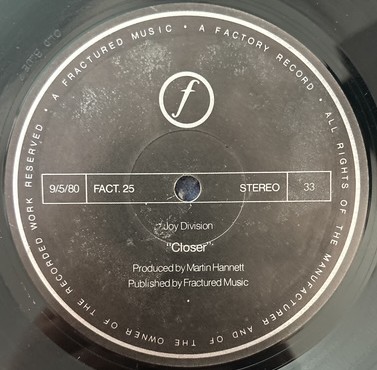 A FRACTURED MUSIC • A FACTORY RECORD • ALL RIGHTS OF THE MANUFACTURER AND OF THE OWNER OF THE RECORDED WORK RESERVED •
f
9/5/80 FACT. 25 STEREO 33
Joy Division
"Closer"
Produced by Martin Hannett
Published by Fractured Music